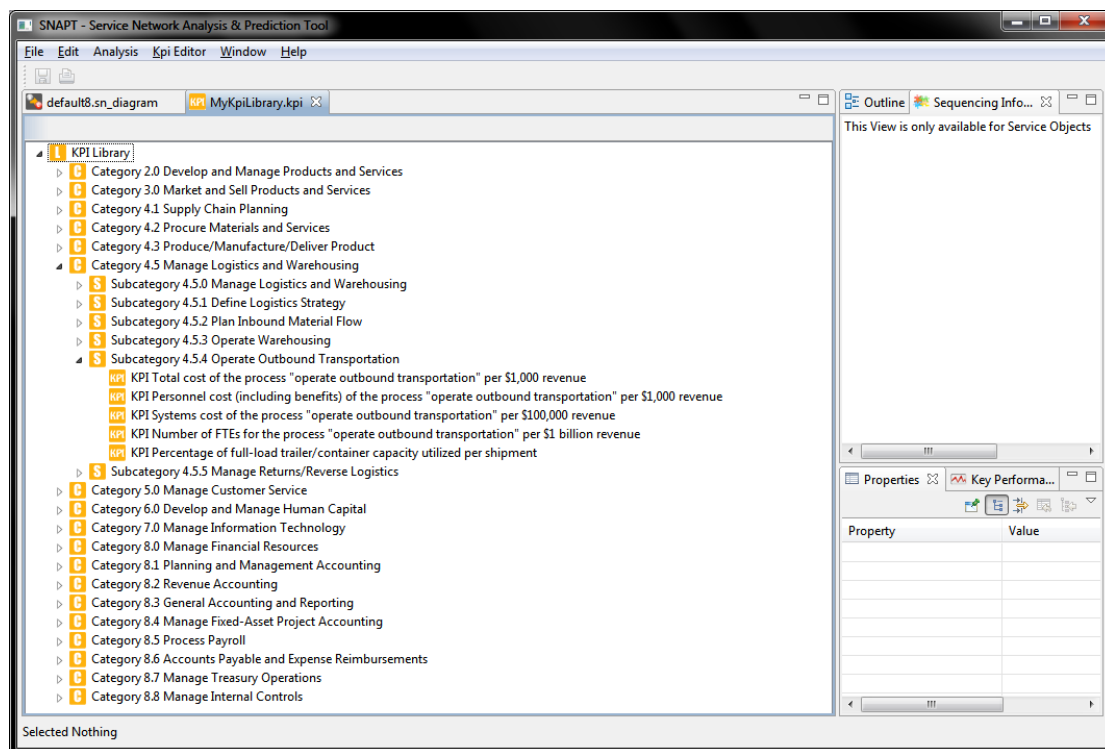 SNAPT - Service Network Analysis & Prediction Tool
File Edit Analysis Kpi Editor Window Help
default8.sn_diagram
KPI MyKpiLibrary.kpi
L KPI Library
C Category 2.0 Develop and Manage Products and Services
C Category 3.0 Market and Sell Products and Services
C Category 4.1 Supply Chain Planning
C Category 4.2 Procure Materials and Services
C Category 4.3 Produce/Manufacture/Deliver Product
C Category 4.5 Manage Logistics and Warehousing
S Subcategory 4.5.0 Manage Logistics and Warehousing
S Subcategory 4.5.1 Define Logistics Strategy
S Subcategory 4.5.2 Plan Inbound Material Flow
S Subcategory 4.5.3 Operate Warehousing
S Subcategory 4.5.4 Operate Outbound Transportation
KPI KPI Total cost of the process "operate outbound transportation" per $1,000 revenue
KPI KPI Personnel cost (including benefits) of the process "operate outbound transportation" per $1,000 revenue
KPI KPI Systems cost of the process "operate outbound transportation" per $100,000 revenue
KPI KPI Number of FTEs for the process "operate outbound transportation" per $1 billion revenue
KPI KPI Percentage of full-load trailer/container capacity utilized per shipment
S Subcategory 4.5.5 Manage Returns/Reverse Logistics
C Category 5.0 Manage Customer Service
C Category 6.0 Develop and Manage Human Capital
C Category 7.0 Manage Information Technology
C Category 8.0 Manage Financial Resources
C Category 8.1 Planning and Management Accounting
C Category 8.2 Revenue Accounting
C Category 8.3 General Accounting and Reporting
C Category 8.4 Manage Fixed-Asset Project Accounting
C Category 8.5 Process Payroll
C Category 8.6 Accounts Payable and Expense Reimbursements
C Category 8.7 Manage Treasury Operations
C Category 8.8 Manage Internal Controls
Outline Sequencing Info...
This View is only available for Service Objects
Properties Key Performa...
Property Value
Selected Nothing